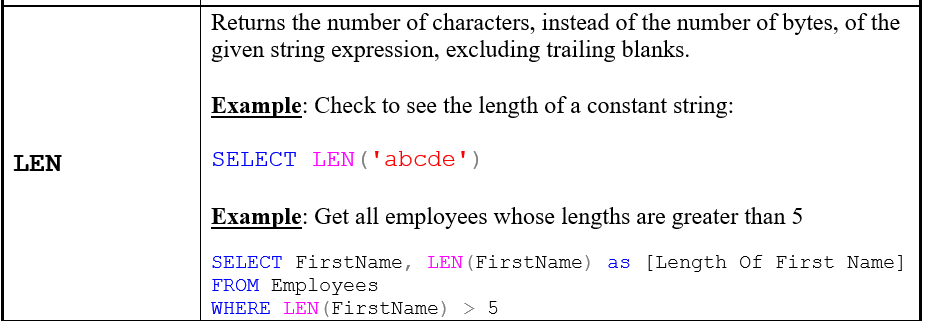 Returns the number of characters, instead of the number of bytes, of the
given string expression, excluding trailing blanks.
Example: Check to see the length of a constant string:
LEN
SELECT LEN('abcde')
Example: Get all employees whose lengths are greater than 5
SELECT FirstName, LEN(FirstName) as [Length Of First Name]
FROM Employees
WHERE LEN(FirstName) > 5